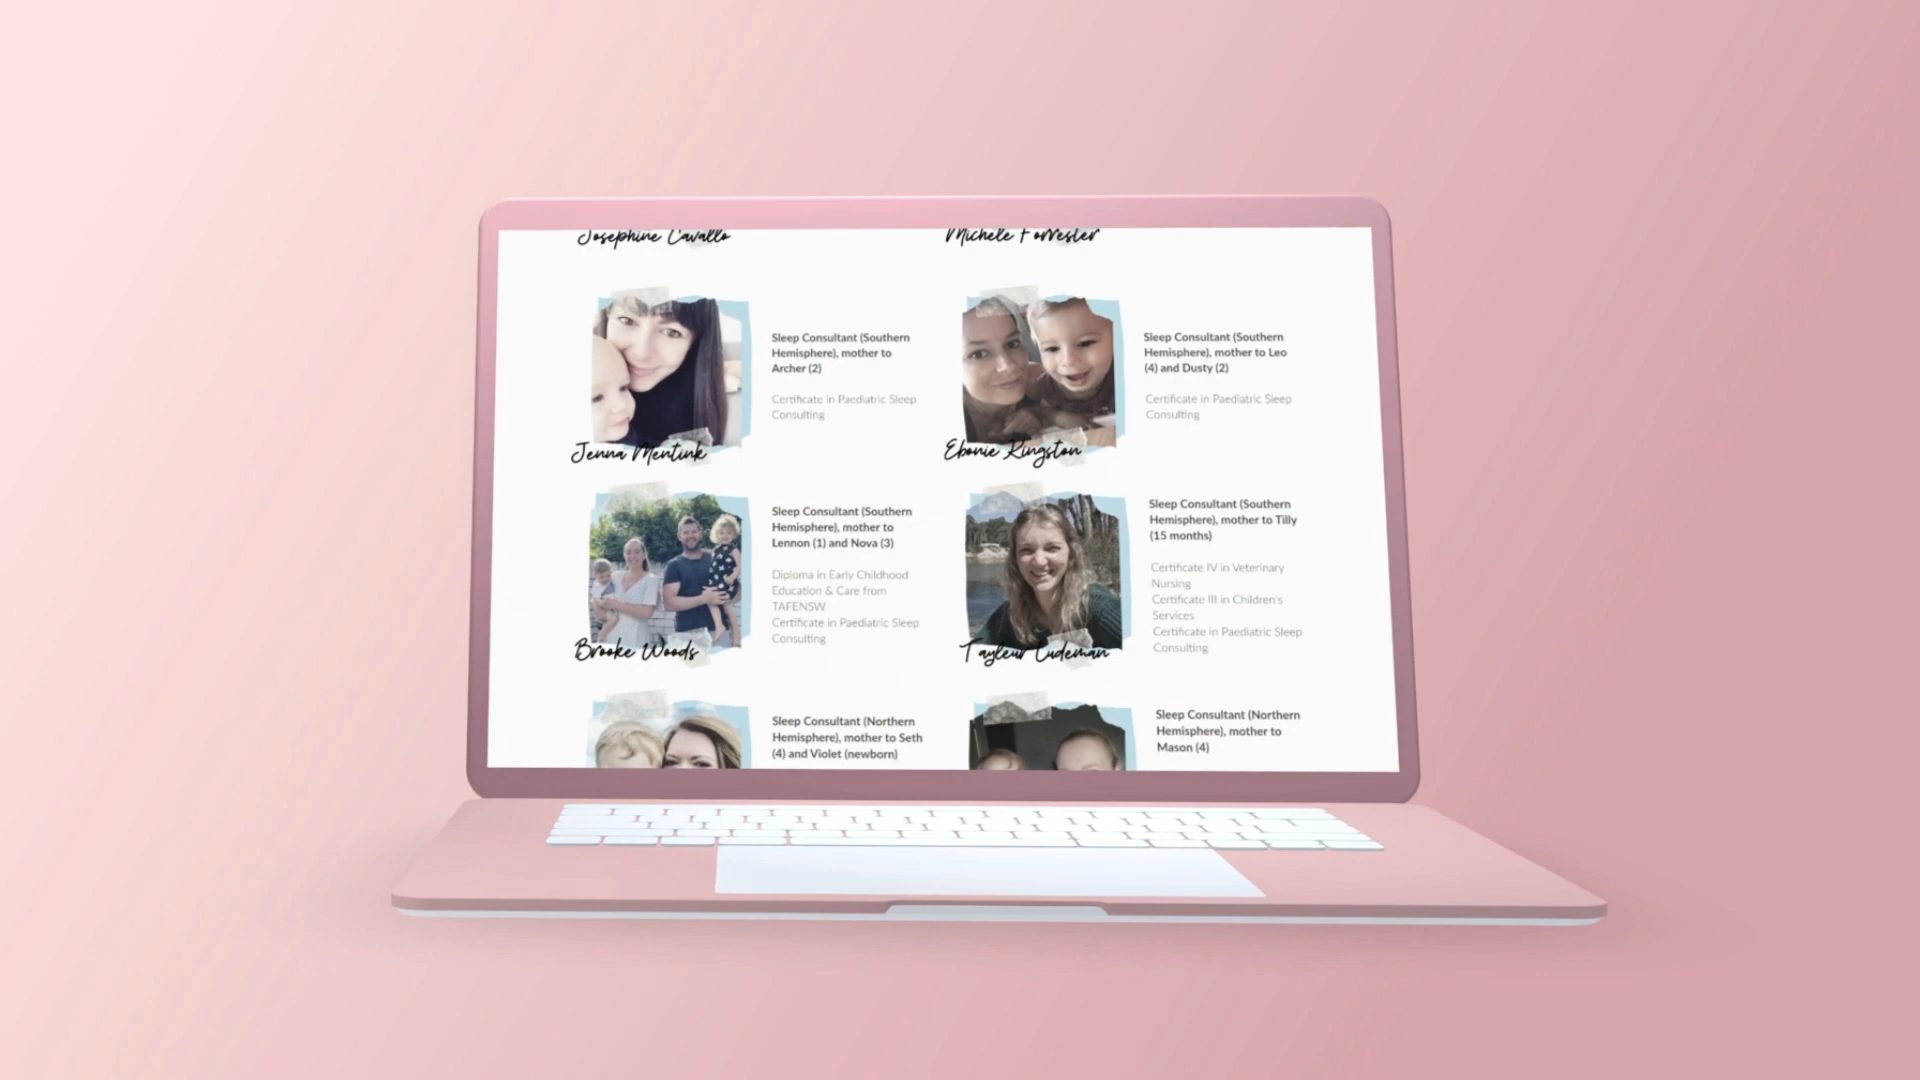 Josephine Cavallo
Michele Forrester
Sleep Consultant (Southern
Hemisphere), mother to
Archer (2)
Certificate in Paediatric Sleep
Consulting
Jenna Mentink
Sleep Consultant (Southern
Hemisphere), mother to Leo
(4) and Dusty (2)
Certificate in Paediatric Sleep
Consulting
Ebonie Kingston
Sleep Consultant (Southern
Hemisphere), mother to
Lennon (1) and Nova (3)
Diploma in Early Childhood
Education & Care from
TAFENSW
Certificate in Paediatric Sleep
Consulting
Brooke Woods
Sleep Consultant (Southern
Hemisphere), mother to Tilly
(15 months)
Certificate IV in Veterinary
Nursing
Certificate III in Children's
Services
Certificate in Paediatric Sleep
Consulting
Tayleur Ludeman
Sleep Consultant (Northern
Hemisphere), mother to Seth
(4) and Violet (newborn)
Sleep Consultant (Northern
Hemisphere), mother to
Mason (4)